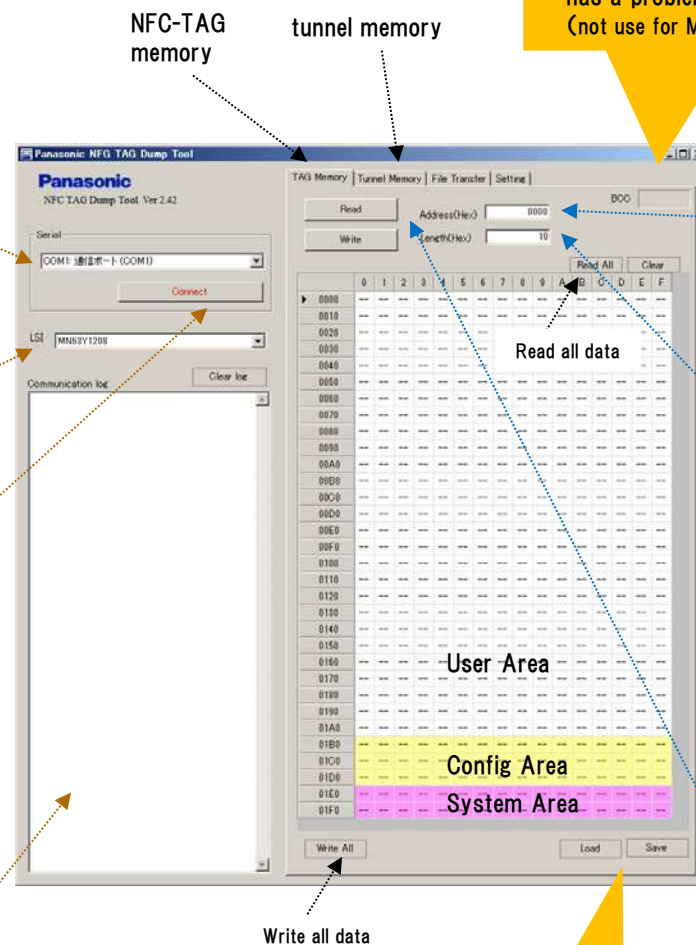 has a problem
(not use for M
NFC-TAG
memory
tunnel memory
Panasonic NFG TAG Dump Tool
Panasonic
NFC TAG Dump Tool Ver 2.42
TAG Memory
Tunnel Memory
File Transfer
Setting
BCC
Serial
COM1: 通信ポート (COM1)
Connect
Read
Address(Hex)
0000
Write
Length(Hex)
10
Read All
Clear
LSI
MN63Y1208
Communication log
Clear log
0 1 2 3 4 5 6 7 8 9 A B C D E F
0000 -- -- -- -- -- -- -- -- -- -- -- -- -- -- -- --
0010
0020
0030
Read all data
0040
0050
0060
0070
0080
0090
00A0
00B0
00C0
00D0
00E0
00F0
0100
0110
0120
0130
0140
0150
0160
User Area
0170
0180
0190
01A0
01B0
01C0
Config Area
01D0
01E0
System Area
01F0
Write All
Load
Save
Write all data